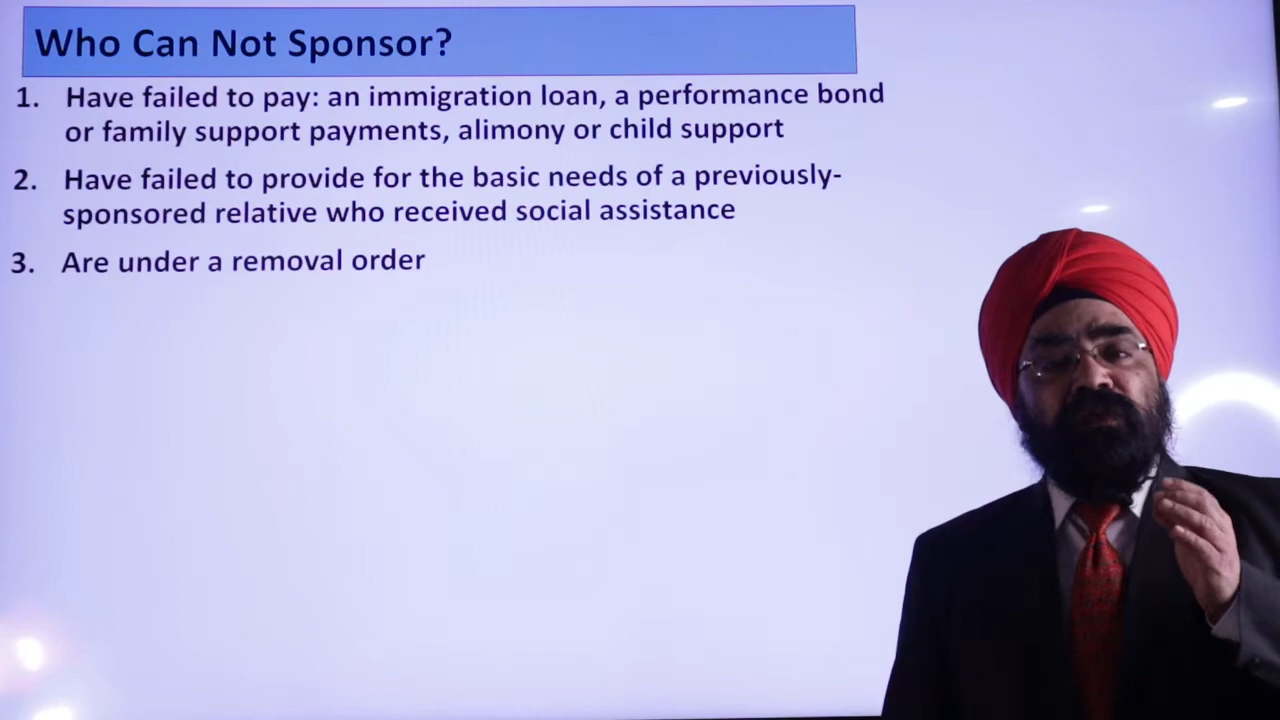 Who Can Not Sponsor?
1. Have failed to pay: an immigration loan, a performance bond
or family support payments, alimony or child support
2. Have failed to provide for the basic needs of a previously-
sponsored relative who received social assistance
3. Are under a removal order